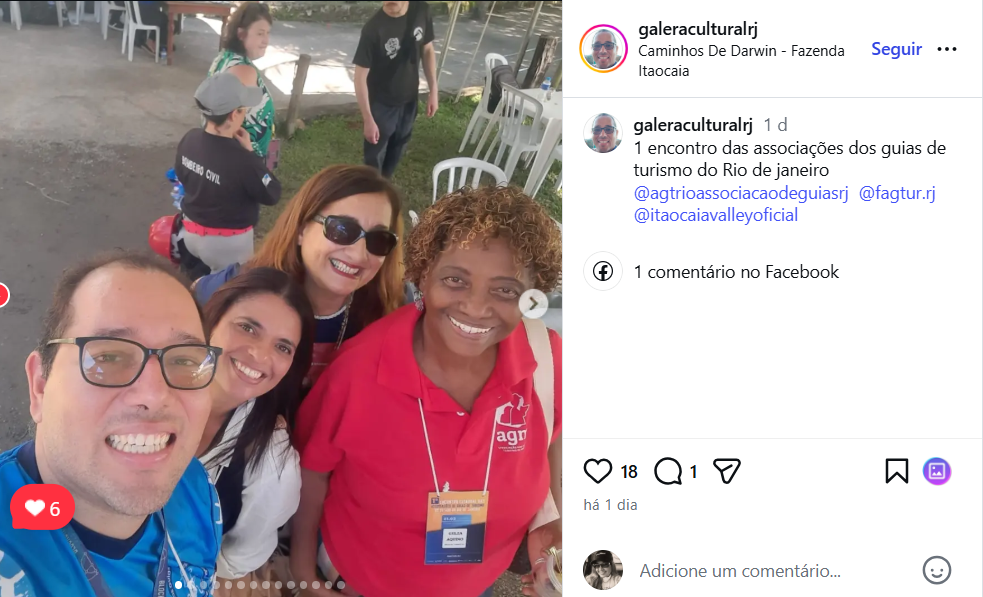 BOMBEIRO CIVIL
6
galeraculturalrj
Caminhos De Darwin - Fazenda
Itaocaia
Seguir
galeraculturalrj 1 d
1 encontro das associações dos guias de
turismo do Rio de janeiro
@agtrioassociacaodeguiasrj @fagtur.rj
@itaocaiavalleyoficial
1 comentário no Facebook
18
1
há 1 dia
Adicione um comentário...